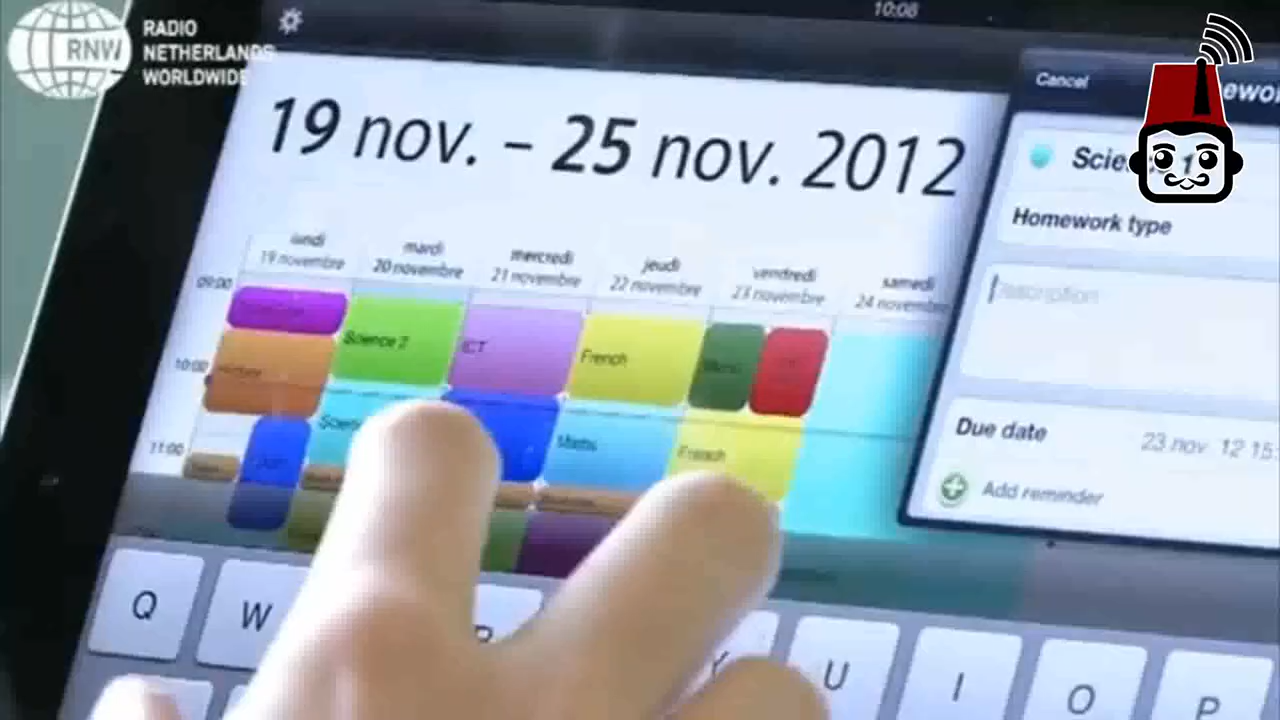 RNW
RADIO
NETHERLANDS
WORLDWIDE
10:08
19 nov. – 25 nov. 2012
lundi
19 novembre
mardi
20 novembre
mercredi
21 novembre
jeudi
22 novembre
vendredi
23 novembre
samedi
24 novembre
09:00
10:00
11:00
Science 2
ICT
French
Maths
French
Cancel
Homework type
Due date
23 nov 12 15:
Add reminder
Q
W
U
I
O
P